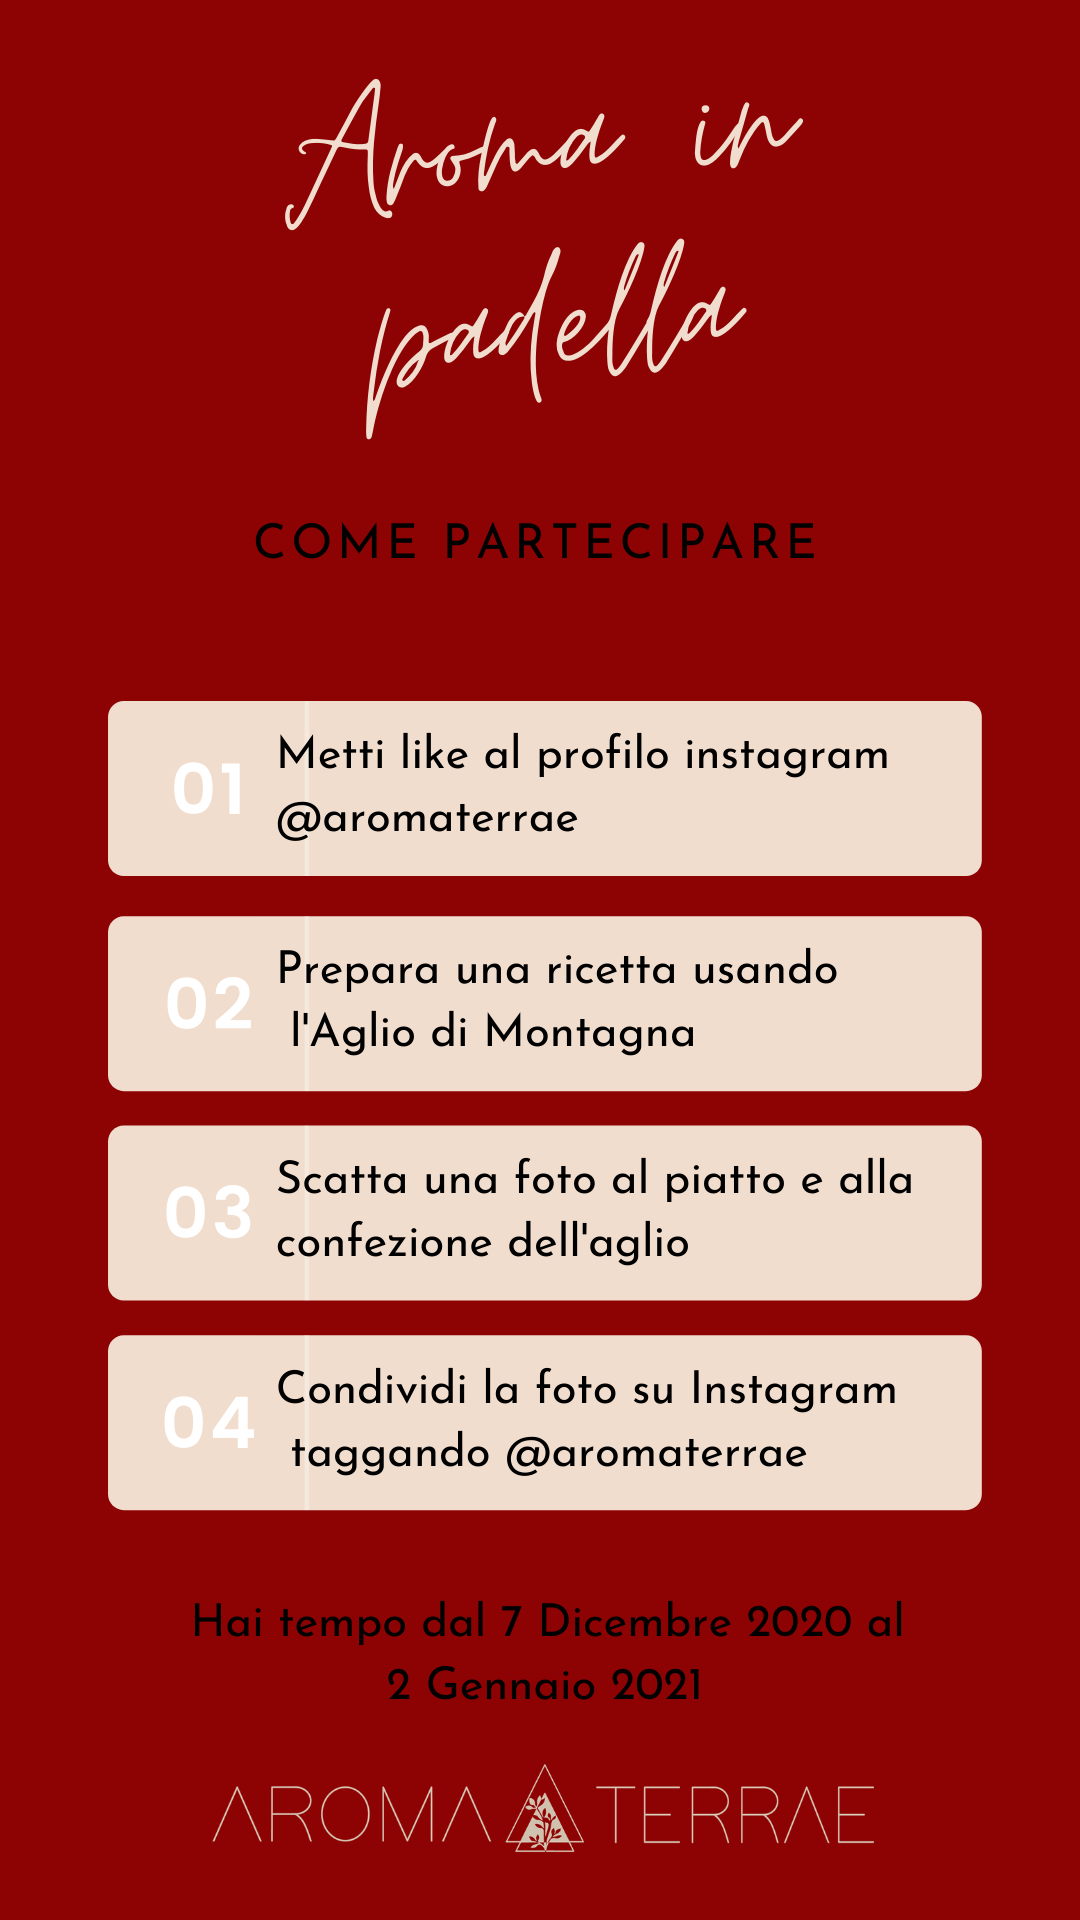 Aroma in
padella
COME PARTECIPARE
01
Metti like al profilo instagram
@aromaterrae
02
Prepara una ricetta usando
l'Aglio di Montagna
03
Scatta una foto al piatto e alla
confezione dell'aglio
04
Condividi la foto su Instagram
taggando @aromaterrae
Hai tempo dal 7 Dicembre 2020 al
2 Gennaio 2021
AROMA TERRAE